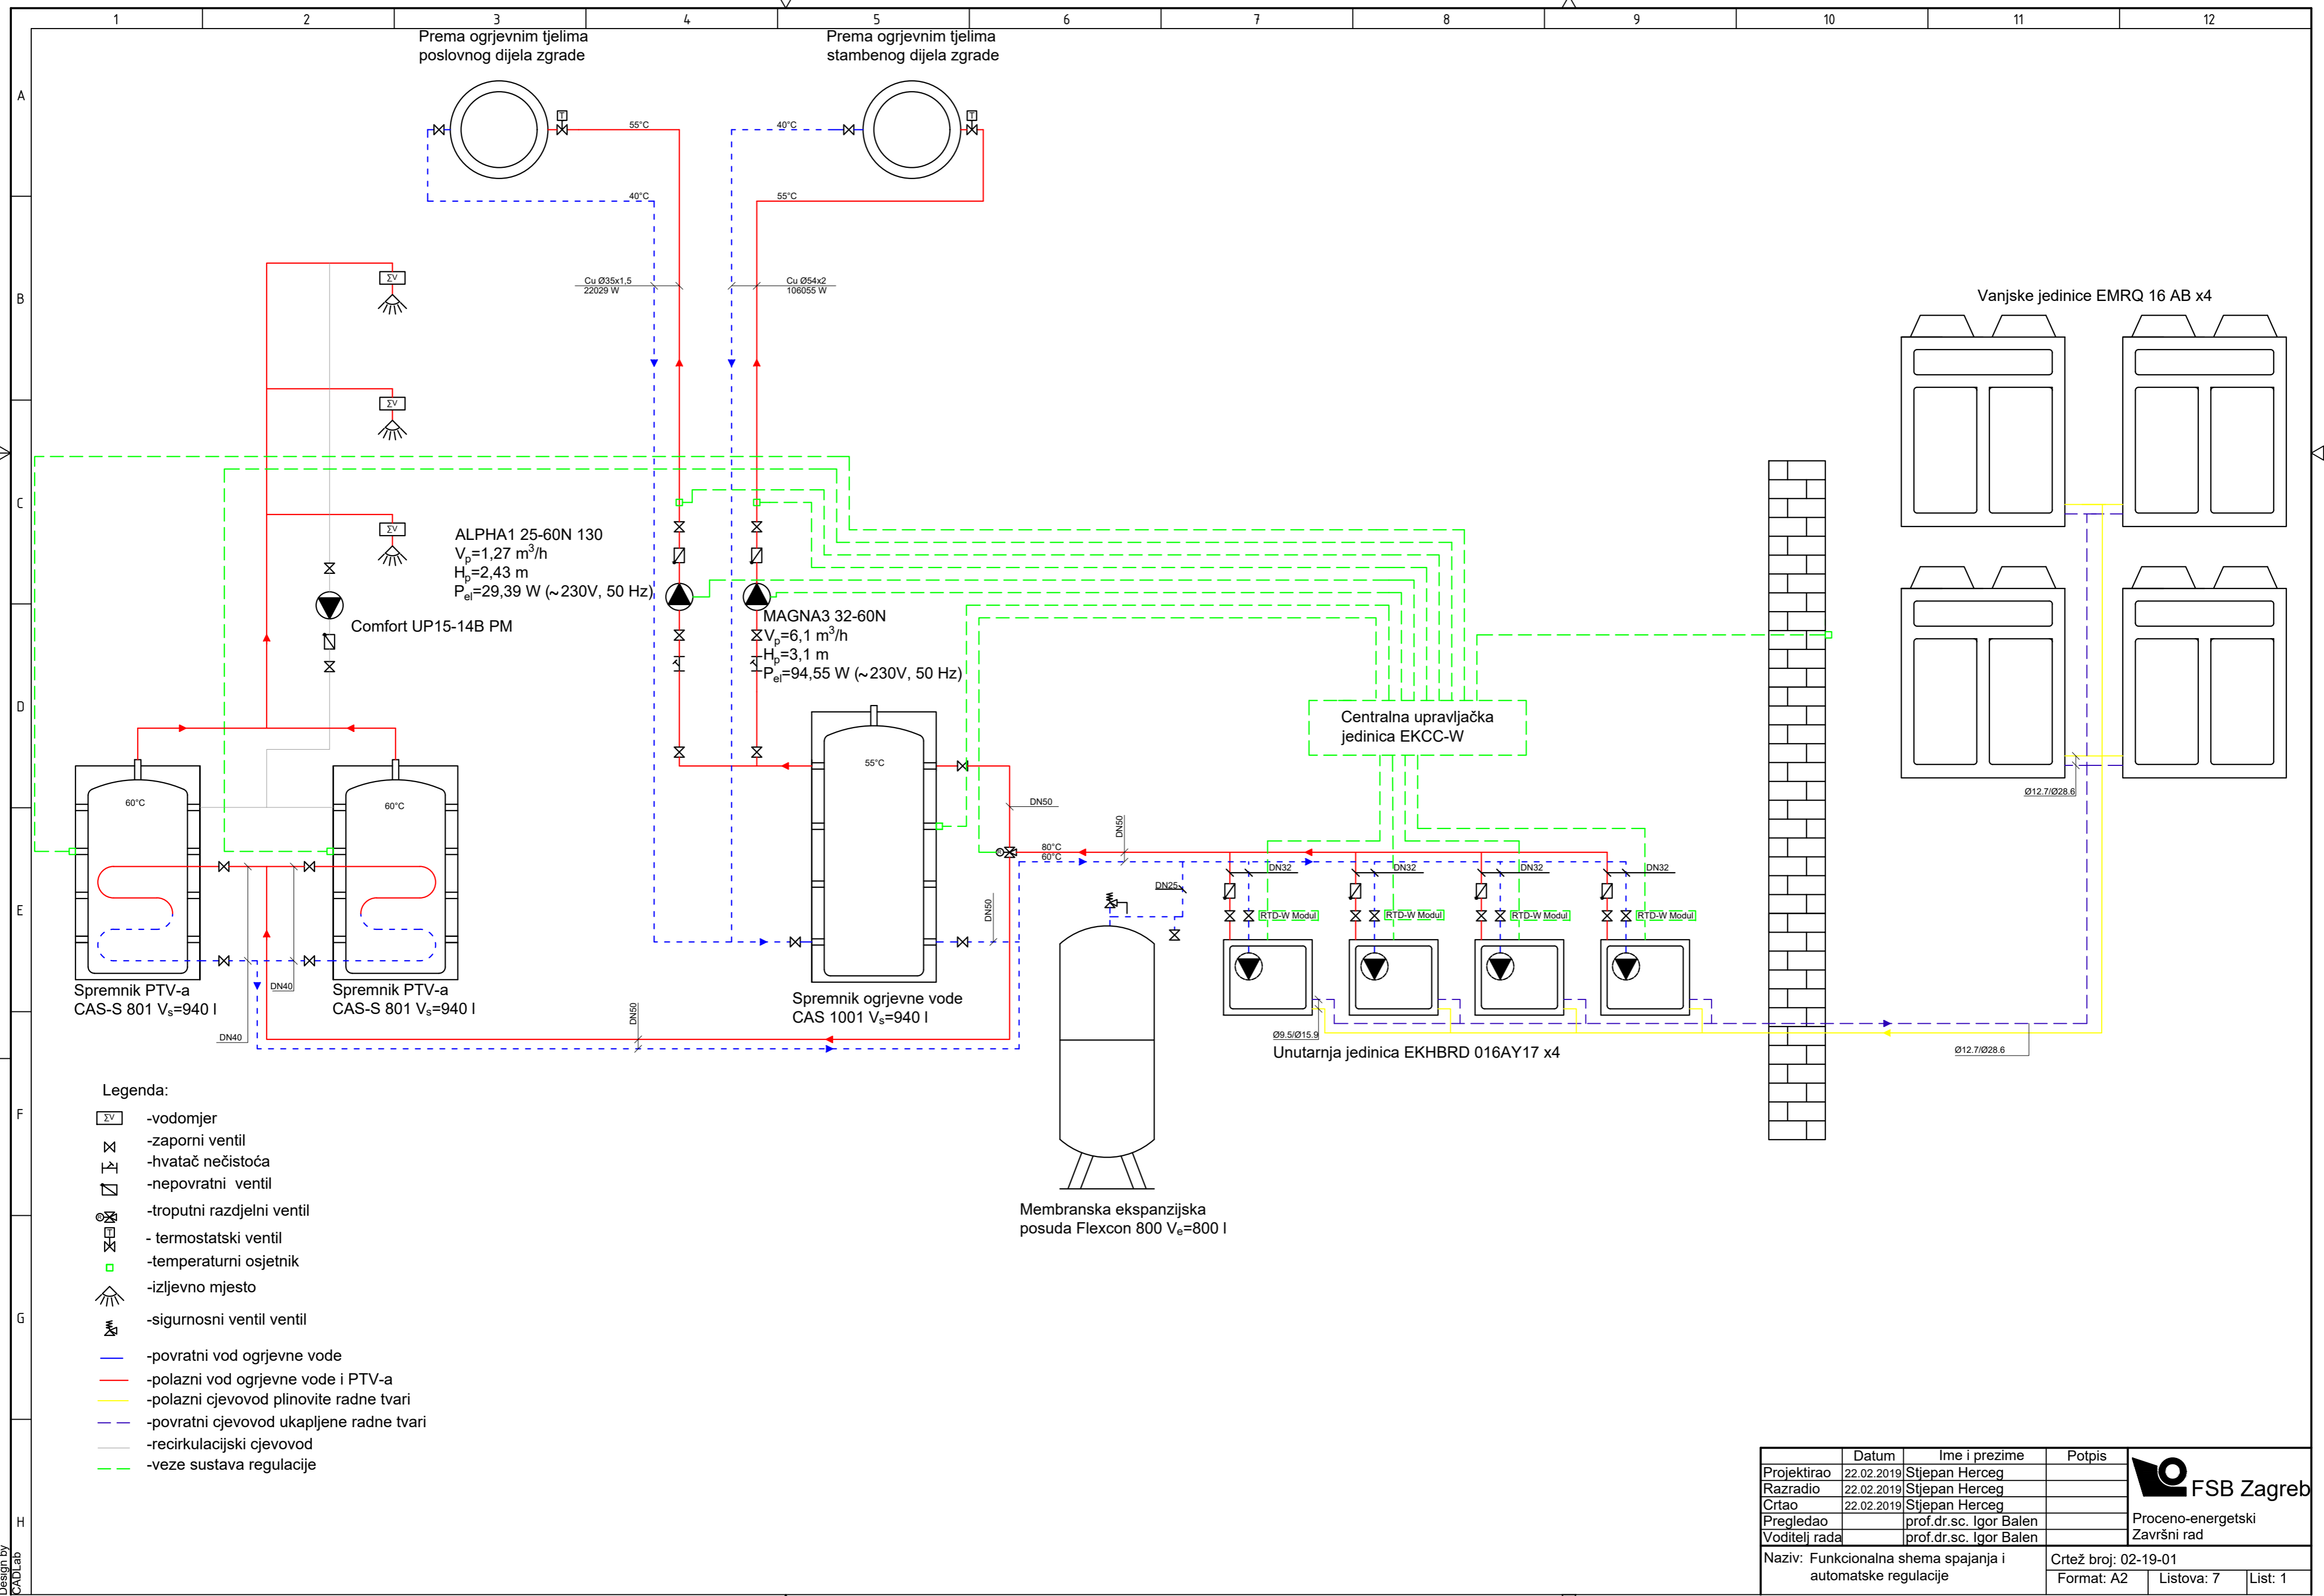 1 2 3 4 5 6 7 8 9 10 11 12
A
B
C
D
E
F
G
H
Prema ogrjevnim tjelima
poslovnog dijela zgrade
Prema ogrjevnim tjelima
stambenog dijela zgrade
T
T
55°C
40°C
40°C
55°C
Cu Ø35x1,5
22029 W
Cu Ø54x2
106055 W
ΣV
ΣV
ΣV
Vanjske jedinice EMRQ 16 AB x4
ALPHA1 25-60N 130
Vp=1,27 m³/h
Hp=2,43 m
Pel=29,39 W (~230V, 50 Hz)
Comfort UP15-14B PM
MAGNA3 32-60N
Vp=6,1 m³/h
Hp=3,1 m
Pel=94,55 W (~230V, 50 Hz)
Centralna upravljačka
jedinica EKCC-W
60°C
60°C
55°C
DN50
DN50
80°C
60°C
DN25
DN50
DN32
DN32
DN32
DN32
RTD-W Modul
RTD-W Modul
RTD-W Modul
RTD-W Modul
Ø12.7/Ø28.6
DN40
DN40
DN50
Spremnik PTV-a
CAS-S 801 Vs=940 l
Spremnik PTV-a
CAS-S 801 Vs=940 l
Spremnik ogrjevne vode
CAS 1001 Vs=940 l
Ø9.5/Ø15.9
Unutarnja jedinica EKHBRD 016AY17 x4
Ø12.7/Ø28.6
Membranska ekspanzijska
posuda Flexcon 800 Ve=800 l
Legenda:
ΣV -vodomjer
-zaporni ventil
-hvatač nečistoća
-nepovratni ventil
-troputni razdjelni ventil
T - termostatski ventil
-temperaturni osjetnik
-izljevno mjesto
-sigurnosni ventil ventil
-povratni vod ogrjevne vode
-polazni vod ogrjevne vode i PTV-a
-polazni cjevovod plinovite radne tvari
-povratni cjevovod ukapljene radne tvari
-recirkulacijski cjevovod
-veze sustava regulacije
Datum Ime i prezime Potpis
Projektirao 22.02.2019 Stjepan Herceg
Razradio 22.02.2019 Stjepan Herceg
Crtao 22.02.2019 Stjepan Herceg
Pregledao prof.dr.sc. Igor Balen
Voditelj rada prof.dr.sc. Igor Balen
FSB Zagreb
Proceno-energetski
Završni rad
Naziv: Funkcionalna shema spajanja i
automatske regulacije
Crtež broj: 02-19-01
Format: A2 Listova: 7 List: 1
Design by
CADLab